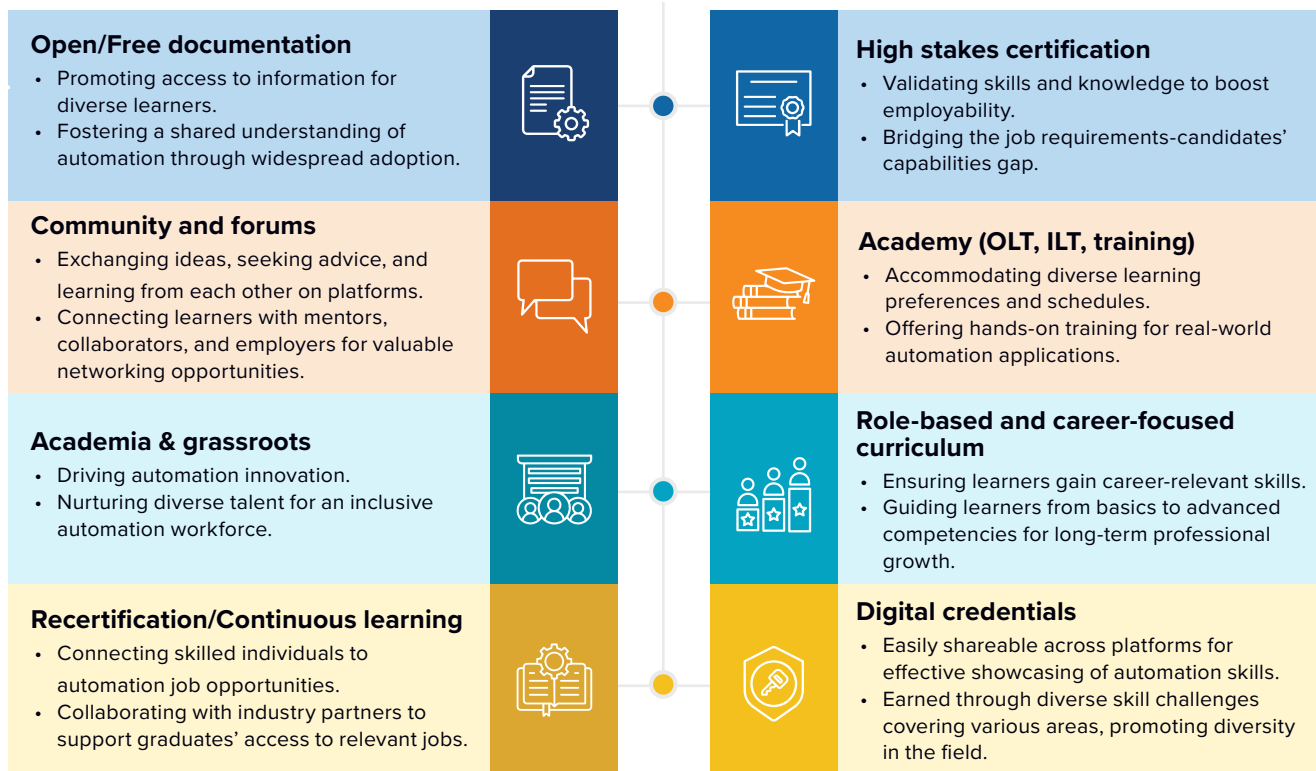 Open/Free documentation
• Promoting access to information for
diverse learners.
• Fostering a shared understanding of
automation through widespread adoption.
High stakes certification
• Validating skills and knowledge to boost
employability.
• Bridging the job requirements-candidates’
capabilities gap.
Community and forums
• Exchanging ideas, seeking advice, and
learning from each other on platforms.
• Connecting learners with mentors,
collaborators, and employers for valuable
networking opportunities.
Academy (OLT, ILT, training)
• Accommodating diverse learning
preferences and schedules.
• Offering hands-on training for real-world
automation applications.
Academia & grassroots
• Driving automation innovation.
• Nurturing diverse talent for an inclusive
automation workforce.
Role-based and career-focused
curriculum
• Ensuring learners gain career-relevant skills.
• Guiding learners from basics to advanced
competencies for long-term professional
growth.
Recertification/Continuous learning
• Connecting skilled individuals to
automation job opportunities.
• Collaborating with industry partners to
support graduates’ access to relevant jobs.
Digital credentials
• Easily shareable across platforms for
effective showcasing of automation skills.
• Earned through diverse skill challenges
covering various areas, promoting diversity
in the field.